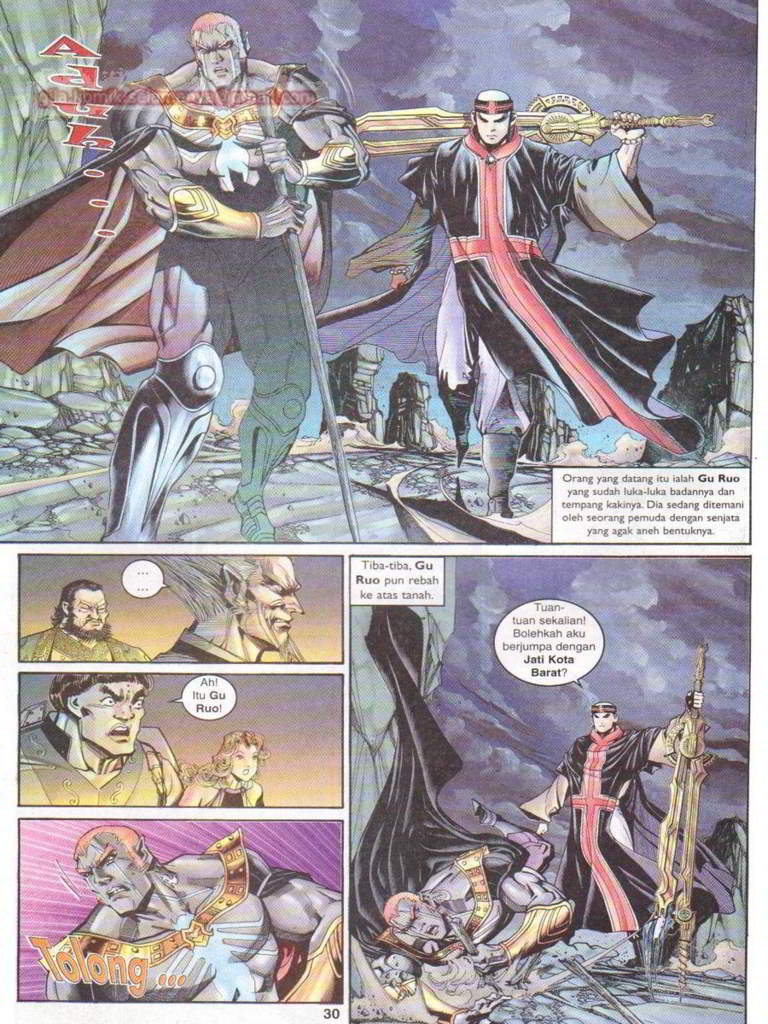 Aduh...
Orang yang datang itu ialah Gu Ruo
yang sudah luka-luka badannya dan
tempang kakinya. Dia sedang ditemani
oleh seorang pemuda dengan senjata
yang agak aneh bentuknya.
...
...
Tiba-tiba, Gu
Ruo pun rebah
ke atas tanah.
Tuan-
tuan sekalian!
Bolehkah aku
berjumpa dengan
Jati Kota
Barat?
Ah!
Itu Gu
Ruo!
Tolong...
30